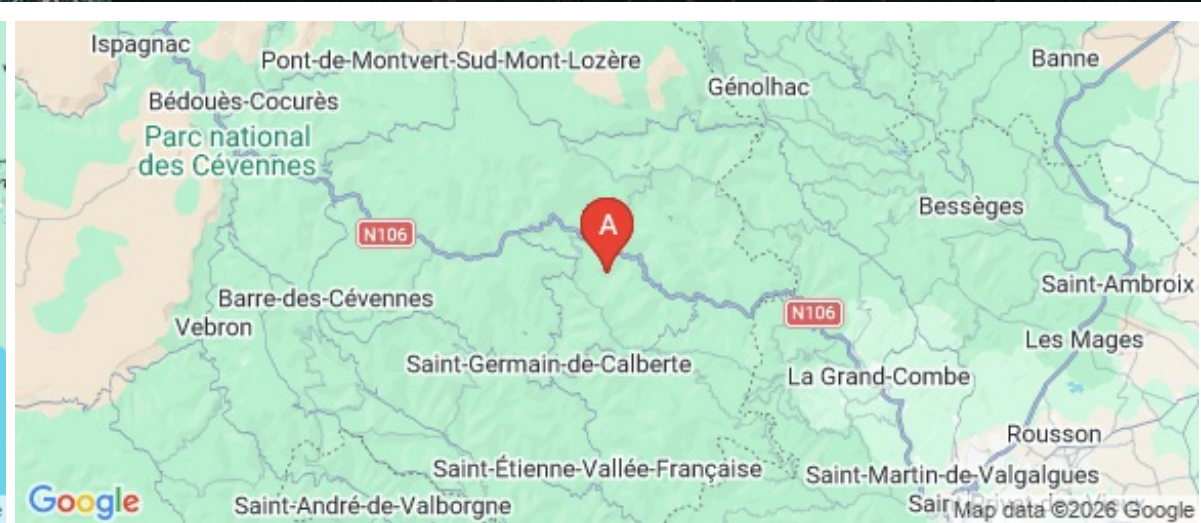 Ispagnac
Banne
Pont-de-Montvert-Sud-Mont-Lozère
Génolhac
Bédouès-Cocurès
Parc national
des Cévennes
Bessèges
A
N106
Saint-Ambroix
Barre-des-Cévennes
N106
Vebron
Les Mages
Saint-Germain-de-Calberte
La Grand-Combe
Rousson
Saint-Étienne-Vallée-Française
Saint-Martin-de-Valgalgues
Google
Saint-André-de-Valborgne
Map data ©2026 Google